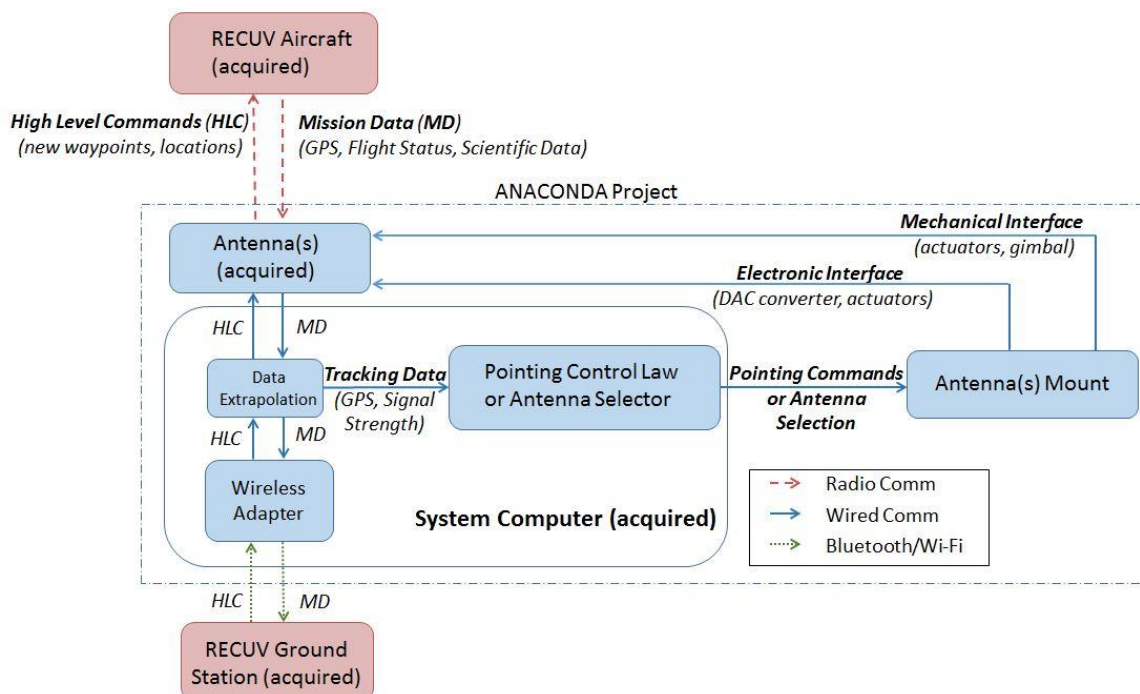 RECUV Aircraft
(acquired)
High Level Commands (HLC)
(new waypoints, locations)
Mission Data (MD)
(GPS, Flight Status, Scientific Data)
ANACONDA Project
Antenna(s)
(acquired)
Mechanical Interface
(actuators, gimbal)
Electronic Interface
(DAC converter, actuators)
HLC
MD
Data
Extrapolation
Tracking Data
(GPS, Signal
Strength)
Pointing Control Law
or Antenna Selector
Pointing Commands
or Antenna
Selection
Antenna(s) Mount
HLC
MD
Wireless
Adapter
System Computer (acquired)
Radio Comm
Wired Comm
Bluetooth/Wi-Fi
HLC
MD
RECUV Ground
Station (acquired)